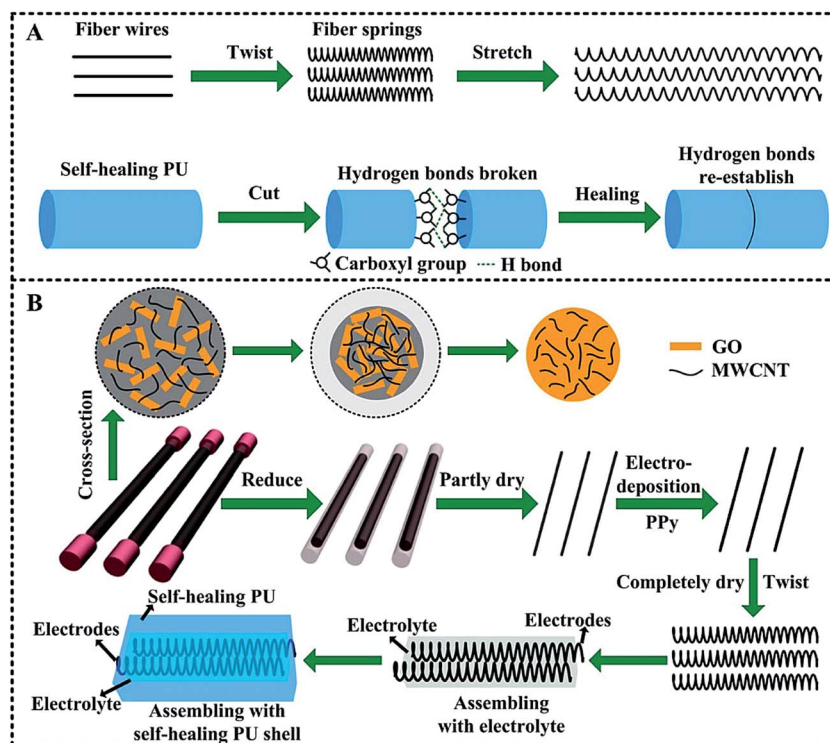 A
Fiber wires
Twist
Fiber springs
Stretch
Self-healing PU
Cut
Hydrogen bonds broken
Healing
Hydrogen bonds
re-establish
Carboxyl group
H bond
B
GO
MWCNT
Cross-section
Reduce
Partly dry
Electro-
deposition
PPy
Completely dry
Twist
Self-healing PU
Electrodes
Electrolyte
Assembling with
self-healing PU shell
Electrolyte
Electrodes
Assembling
with electrolyte